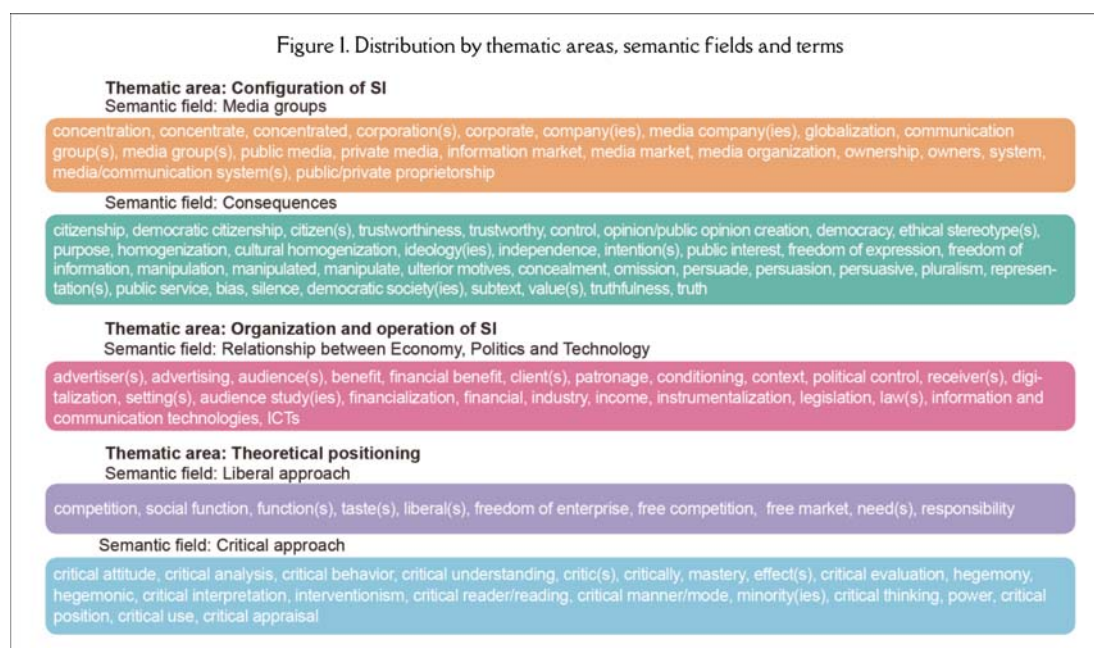 Figure 1. Distribution by thematic areas, semantic fields and terms
Thematic area: Configuration of SI
Semantic field: Media groups
concentration, concentrate, concentrated, corporation(s), corporate, company(ies), media company(ies), globalization, communication
group(s), media group(s), public media, private media, information market, media market, media organization, ownership, owners, system,
media/communication system(s), public/private proprietorship
Semantic field: Consequences
citizenship, democratic citizenship, citizen(s), trustworthiness, trustworthy, control, opinion/public opinion creation, democracy, ethical stereotype(s),
purpose, homogenization, cultural homogenization, ideology(ies), independence, intention(s), public interest, freedom of expression, freedom of
information, manipulation, manipulated, manipulate, ulterior motives, concealment, omission, persuade, persuasion, persuasive, pluralism, represen-
tation(s), public service, bias, silence, democratic society(ies), subtext, value(s), truthfulness, truth
Thematic area: Organization and operation of SI
Semantic field: Relationship between Economy, Politics and Technology
advertiser(s), advertising, audience(s), benefit, financial benefit, client(s), patronage, conditioning, context, political control, receiver(s), digi-
talization, setting(s), audience study(ies), financialization, financial, industry, income, instrumentalization, legislation, law(s), information and
communication technologies, ICTs
Thematic area: Theoretical positioning
Semantic field: Liberal approach
competition, social function, function(s), taste(s), liberal(s), freedom of enterprise, free competition, free market, need(s), responsibility
Semantic field: Critical approach
critical attitude, critical analysis, critical behavior, critical understanding, critic(s), critically, mastery, effect(s), critical evaluation, hegemony,
hegemonic, critical interpretation, interventionism, critical reader/reading, critical manner/mode, minority(ies), critical thinking, power, critical
position, critical use, critical appraisal